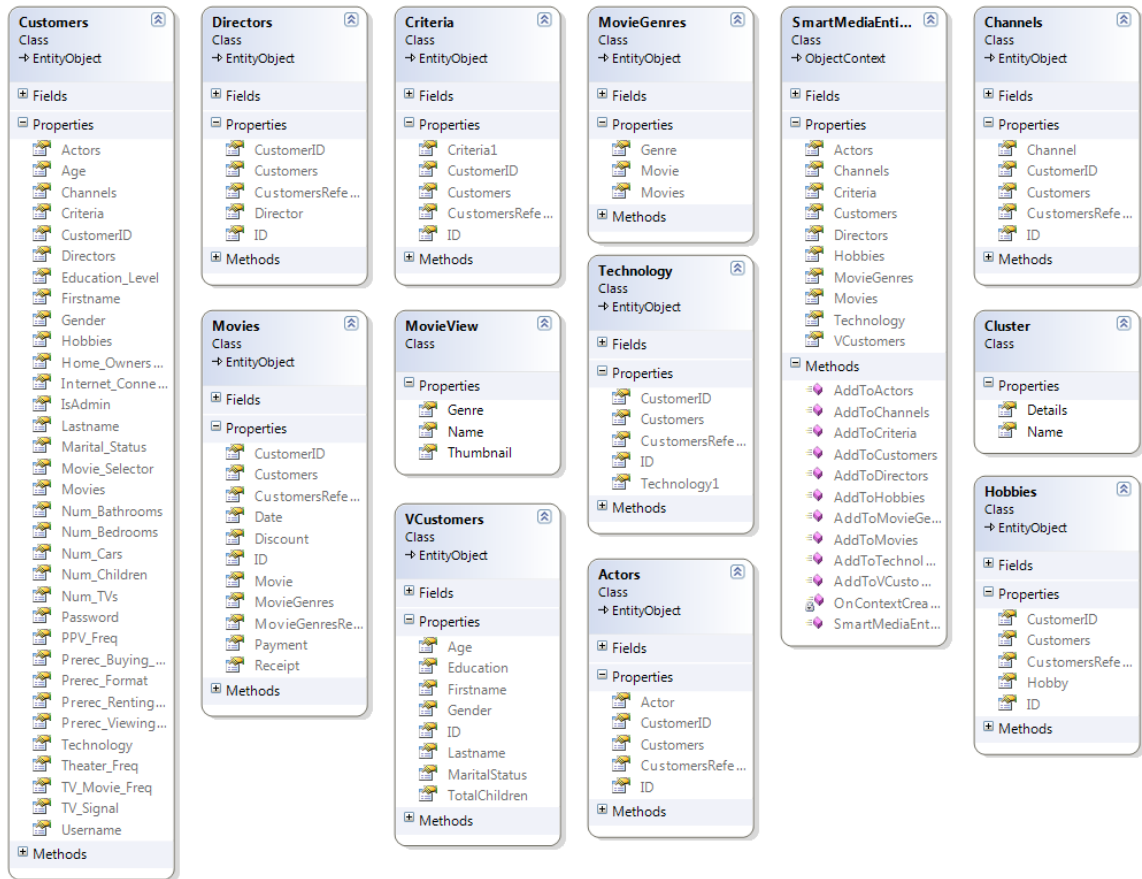 Customers
Class
EntityObject
Fields
Properties
Actors
Age
Channels
Criteria
CustomerID
Directors
Education_Level
Firstname
Gender
Hobbies
Home_Owners...
Internet_Conne...
IsAdmin
Lastname
Marital_Status
Movie_Selector
Movies
Num_Bathrooms
Num_Bedrooms
Num_Cars
Num_Children
Num_TVs
Password
PPV_Freq
Prerec_Buying_...
Prerec_Format
Prerec_Renting...
Prerec_Viewing...
Technology
Theater_Freq
TV_Movie_Freq
TV_Signal
Username
Methods
Directors
Class
EntityObject
Fields
Properties
CustomerID
Customers
CustomersRefe...
Director
ID
Methods
Movies
Class
EntityObject
Fields
Properties
CustomerID
Customers
CustomersRefe...
Date
Discount
ID
Movie
MovieGenres
MovieGenresRe...
Payment
Receipt
Methods
Criteria
Class
EntityObject
Fields
Properties
Criteria1
CustomerID
Customers
CustomersRefe...
ID
Methods
MovieView
Class
Properties
Genre
Name
Thumbnail
VCustomers
Class
EntityObject
Fields
Properties
Age
Education
Firstname
Gender
ID
Lastname
MaritalStatus
TotalChildren
Methods
MovieGenres
Class
EntityObject
Fields
Properties
Genre
Movie
Movies
Methods
Technology
Class
EntityObject
Fields
Properties
CustomerID
Customers
CustomersRefe...
ID
Technology1
Methods
Actors
Class
EntityObject
Fields
Properties
Actor
CustomerID
Customers
CustomersRefe...
ID
Methods
SmartMediaEnti...
Class
ObjectContext
Fields
Properties
Actors
Channels
Criteria
Customers
Directors
Hobbies
MovieGenres
Movies
Technology
VCustomers
Methods
AddToActors
AddToChannels
AddToCriteria
AddToCustomers
AddToDirectors
AddToHobbies
AddToMovieGe...
AddToMovies
AddToTechnol...
AddToVCusto...
OnContextCrea...
SmartMediaEnt...
Channels
Class
EntityObject
Fields
Properties
Channel
CustomerID
Customers
CustomersRefe...
ID
Methods
Cluster
Class
Properties
Details
Name
Hobbies
Class
EntityObject
Fields
Properties
CustomerID
Customers
CustomersRefe...
Hobby
ID
Methods